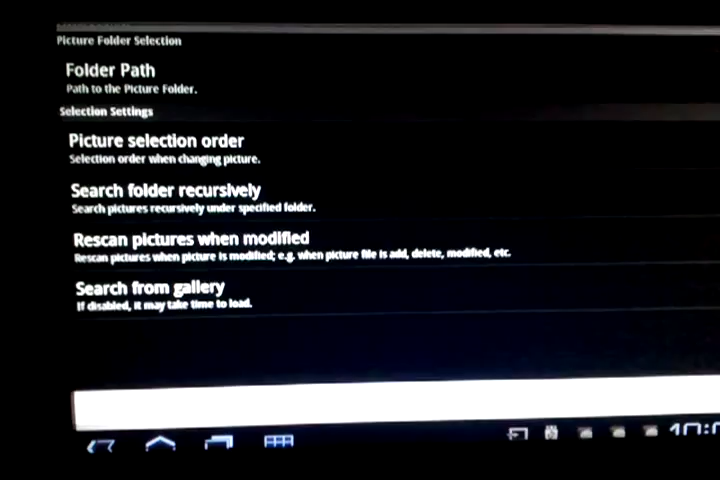 Picture Folder Selection
Folder Path
Path to the Picture Folder.
Selection Settings
Picture selection order
Selection order when changing picture.
Search folder recursively
Search pictures recursively under specified folder.
Rescan pictures when modified
Rescan pictures when picture is modified; e.g. when picture file is add, delete, modified, etc.
Search from gallery
If disabled, it may take time to load.